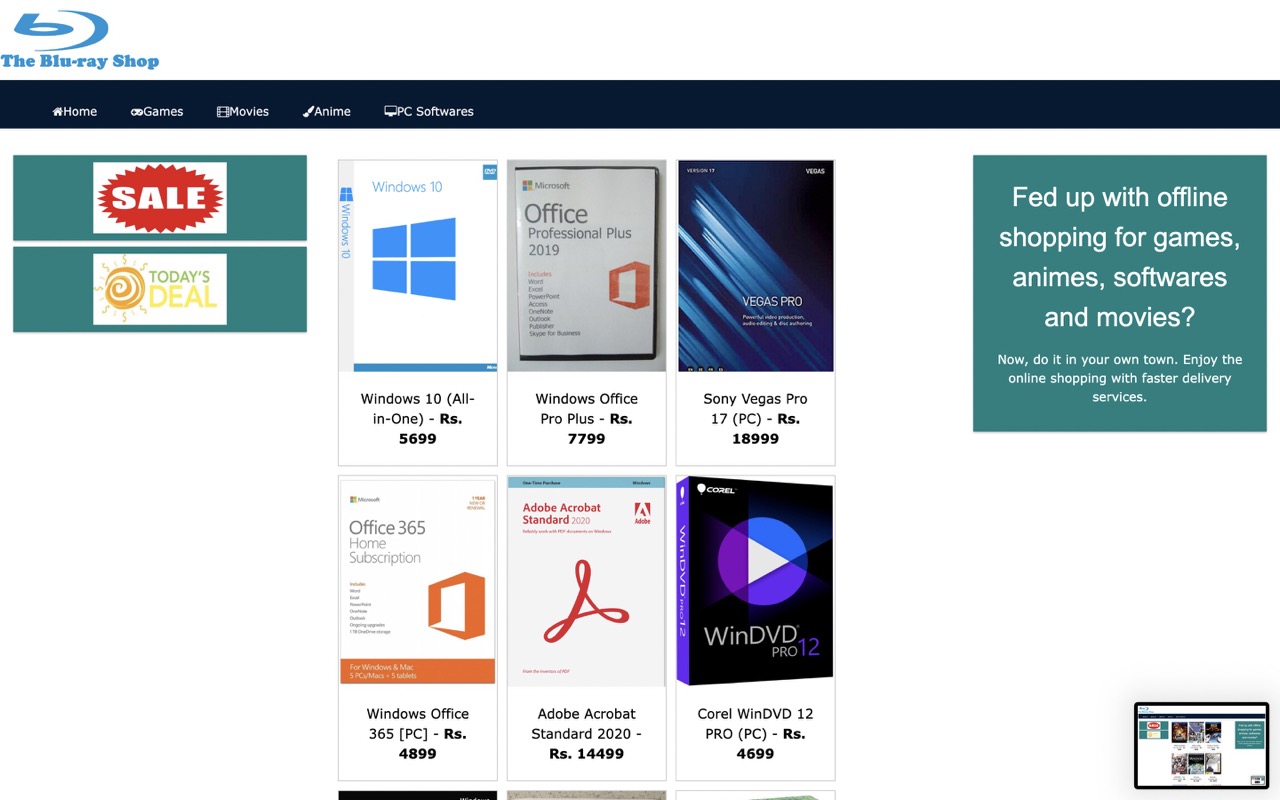 The Blu-ray Shop
Home
Games
Movies
Anime
PC Softwares
SALE
TODAY'S
DEAL
DVD
Windows 10
Windows 10
Windows 10 (All-
in-One) - Rs.
5699
Microsoft
Office
Professional Plus
2019
Includes
Word
Excel
PowerPoint
Access
OneNote
Outlook
Publisher
Skype for Business
Windows Office
Pro Plus - Rs.
7799
VERSION 17
VEGAS
VEGAS PRO
Powerful video production,
audio editing & disc authoring
Sony Vegas Pro
17 (PC) - Rs.
18999
Fed up with offline
shopping for games,
animes, softwares
and movies?
Now, do it in your own town. Enjoy the
online shopping with faster delivery
services.
Microsoft
1 YEAR
Office 365
Home
Subscription
Includes
Word
Excel
PowerPoint
OneNote
Outlook
Ongoing upgrades
1 TB OneDrive storage
For Windows & Mac
5 PCs/Macs + 5 tablets
Windows Office
365 [PC] - Rs.
4899
One-Time Purchase
Windows
Adobe Acrobat
Standard 2020
Adobe
Reliably work with PDF documents on Windows
From the inventors of PDF
Adobe Acrobat
Standard 2020 -
Rs. 14499
COREL
WINDVD PRO 12
WinDVD
PRO 12
Corel WinDVD 12
PRO (PC) - Rs.
4699